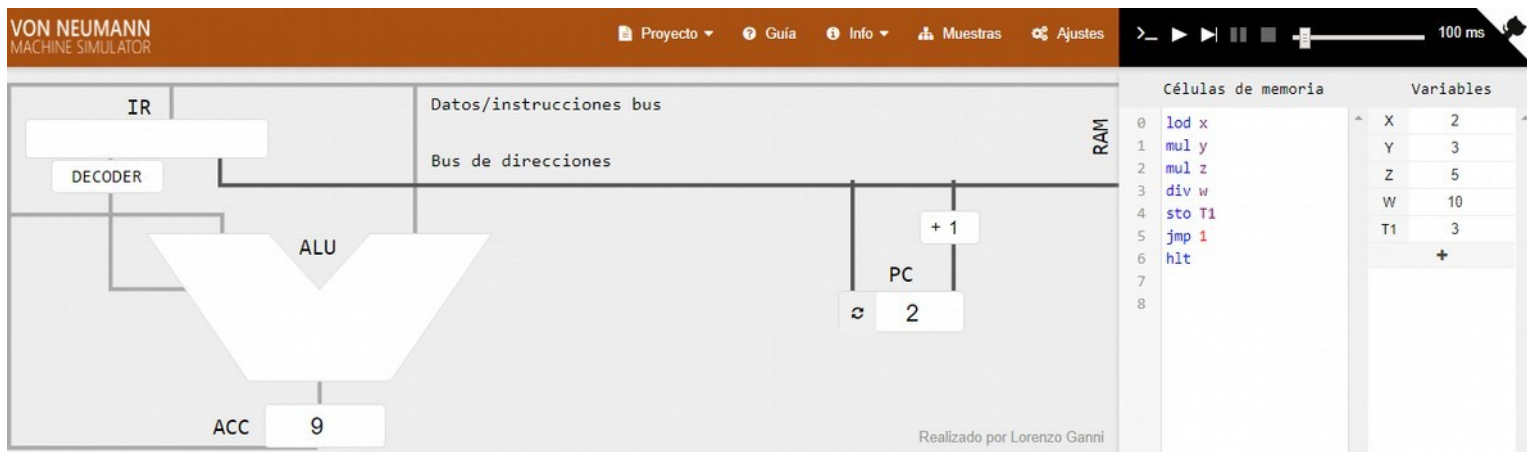 VON NEUMANN
MACHINE SIMULATOR
Proyecto Guía Info Muestras Ajustes 100 ms
IR
DECODER
Datos/instrucciones bus
Bus de direcciones
RAM
ALU
+ 1
PC
2
ACC 9
Realizado por Lorenzo Ganni
Células de memoria
0 lod x
1 mul y
2 mul z
3 div w
4 sto T1
5 jmp 1
6 hlt
7
8
Variables
X 2
Y 3
Z 5
W 10
T1 3
+